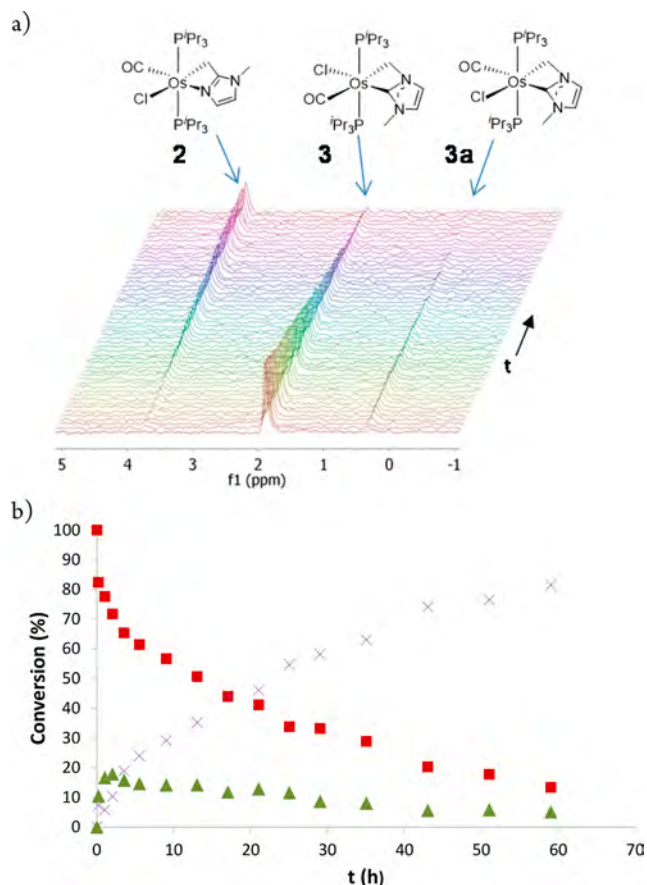 a)
PⁱPr₃
PⁱPr₃
PⁱPr₃
OC
Os
N
N
Cl
PⁱPr₃
Cl
Os
N
OC
N
ⁱPr₃P
OC
Os
N
Cl
N
ⁱPr₃P
2
3
3a
t
5 4 3 2 1 0 -1
f1 (ppm)
b)
Conversion (%)
100
90
80
70
60
50
40
30
20
10
0
0 10 20 30 40 50 60 70
t (h)